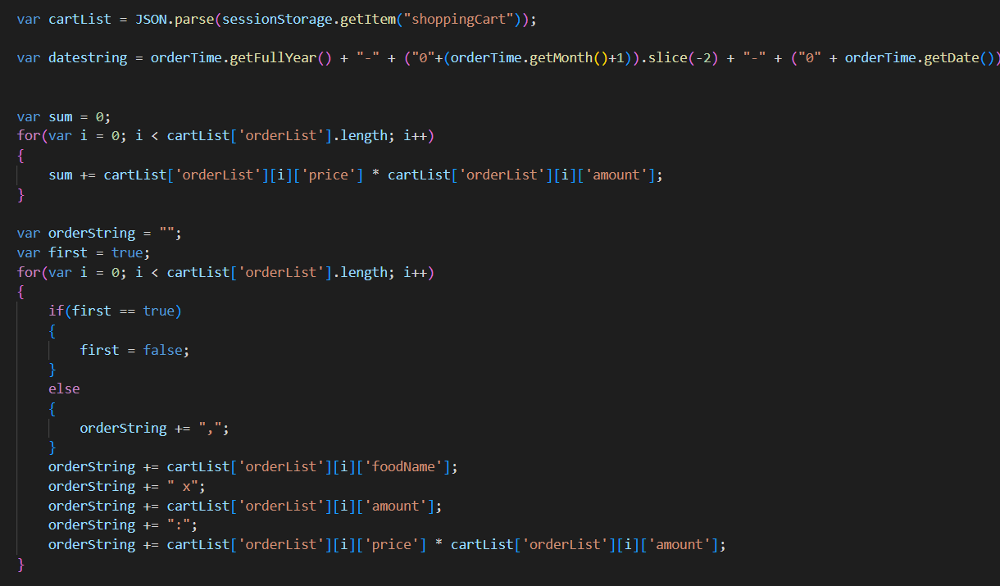 var cartList = JSON.parse(sessionStorage.getItem("shoppingCart"));
var datestring = orderTime.getFullYear() + "-" + ("0"+(orderTime.getMonth()+1)).slice(-2) + "-" + ("0" + orderTime.getDate())
var sum = 0;
for(var i = 0; i < cartList['orderList'].length; i++)
{
    sum += cartList['orderList'][i]['price'] * cartList['orderList'][i]['amount'];
}
var orderString = "";
var first = true;
for(var i = 0; i < cartList['orderList'].length; i++)
{
    if(first == true)
    {
        first = false;
    }
    else
    {
        orderString += ",";
    }
    orderString += cartList['orderList'][i]['foodName'];
    orderString += " x";
    orderString += cartList['orderList'][i]['amount'];
    orderString += ":";
    orderString += cartList['orderList'][i]['price'] * cartList['orderList'][i]['amount'];
}